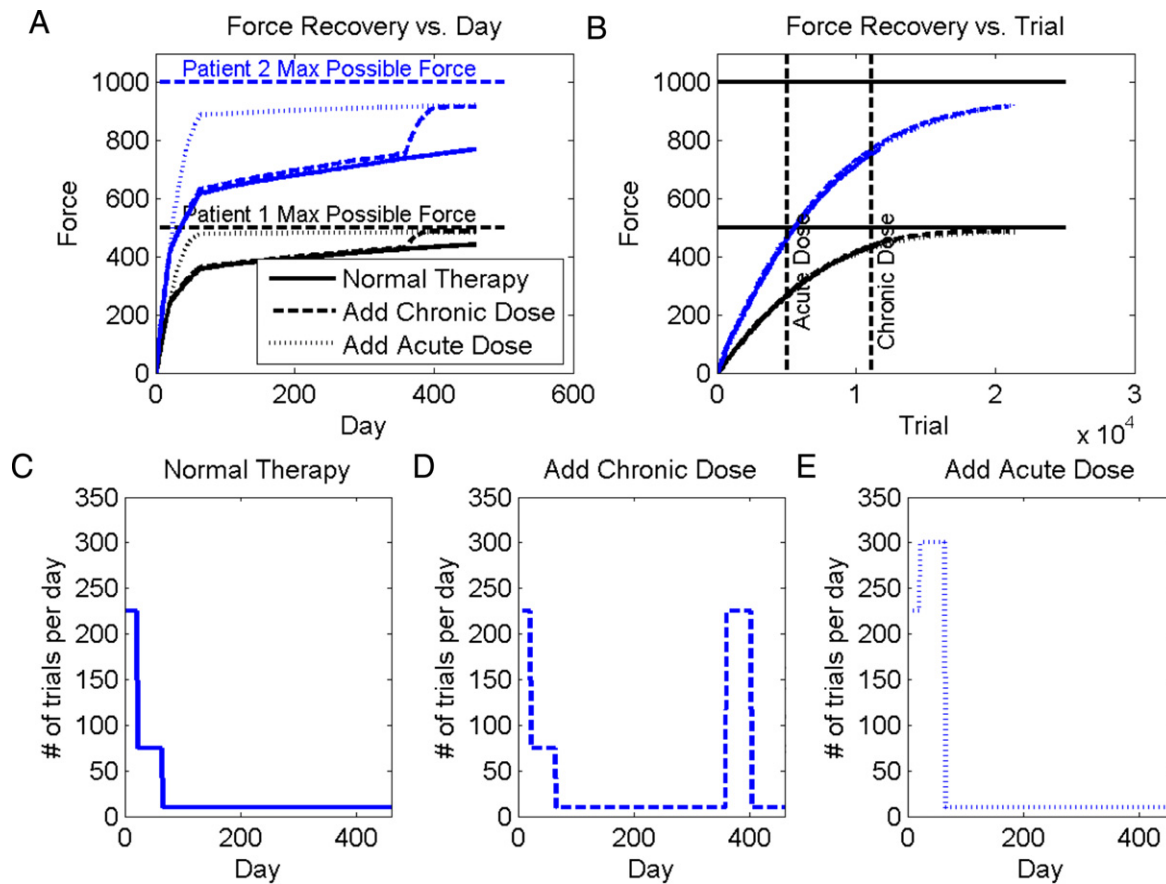 A
Force Recovery vs. Day
B
Force Recovery vs. Trial
Patient 2 Max Possible Force
Patient 1 Max Possible Force
Normal Therapy
Add Chronic Dose
Add Acute Dose
Force
1000
800
600
400
200
0
0
200
400
600
Day
Force
1000
800
600
400
200
0
Acute Dose
Chronic Dose
0
1
2
3
Trial
x 10^4
C
Normal Therapy
# of trials per day
350
300
250
200
150
100
50
0
0
200
400
Day
D
Add Chronic Dose
# of trials per day
350
300
250
200
150
100
50
0
0
200
400
Day
E
Add Acute Dose
# of trials per day
350
300
250
200
150
100
50
0
0
200
400
Day